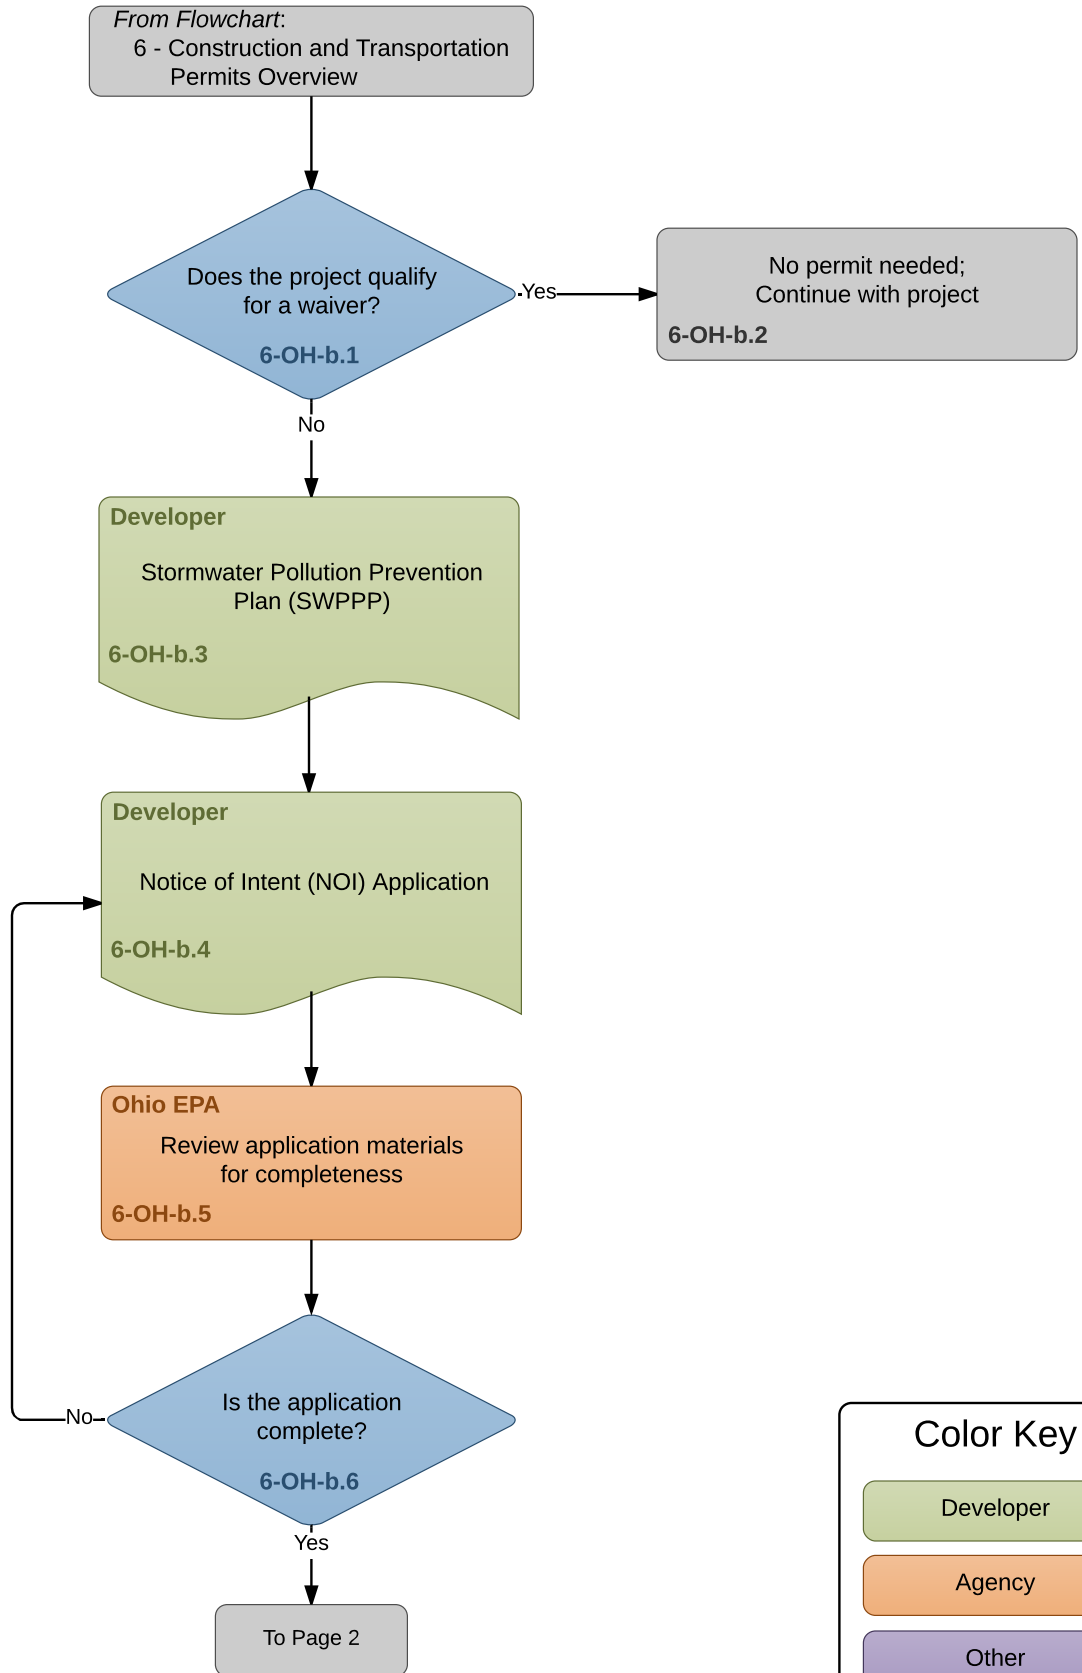 From Flowchart:
6 - Construction and Transportation
Permits Overview
Does the project qualify
for a waiver?
6-OH-b.1
Yes
No permit needed;
Continue with project
6-OH-b.2
No
Developer
Stormwater Pollution Prevention
Plan (SWPPP)
6-OH-b.3
Developer
Notice of Intent (NOI) Application
6-OH-b.4
Ohio EPA
Review application materials
for completeness
6-OH-b.5
Is the application
complete?
6-OH-b.6
No
Yes
To Page 2
Color Key
Developer
Agency
Other